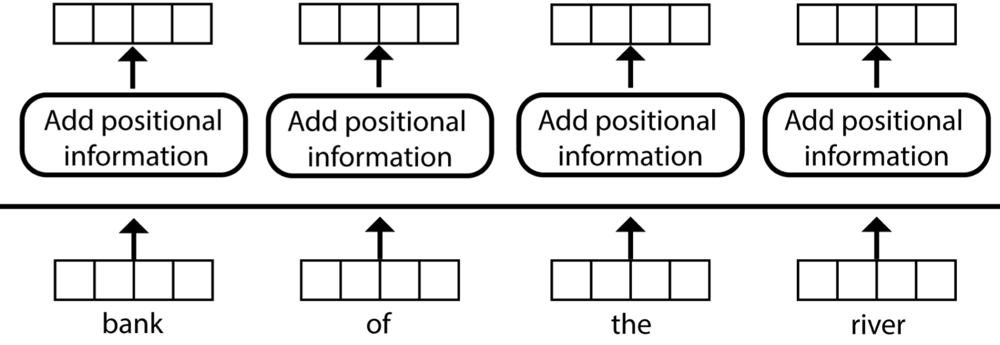 Add positional
information
Add positional
information
Add positional
information
Add positional
information
bank
of
the
river